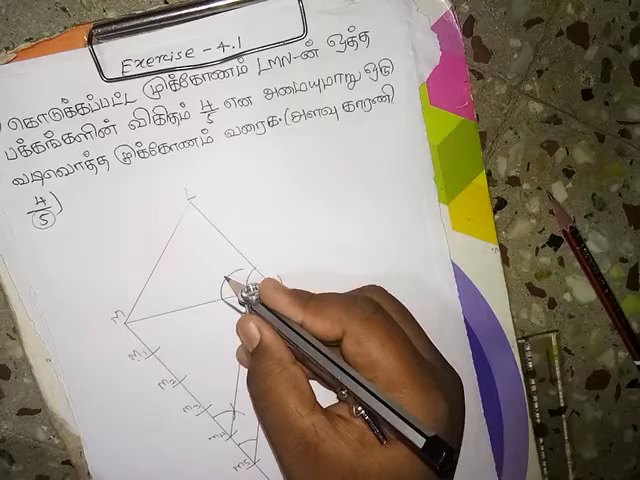 Exercise - 4.1
கொடுக்கப்பட்ட முக்கோணம் LMN-ன் ஒத்த
பக்கங்களின் விகிதம் 4/5 என அமையுமாறு ஒரு
வடிவொத்த முக்கோணம் வரைக. (அளவு காரணி
4/5)
L
M
M1
M2
M3
M4
M5